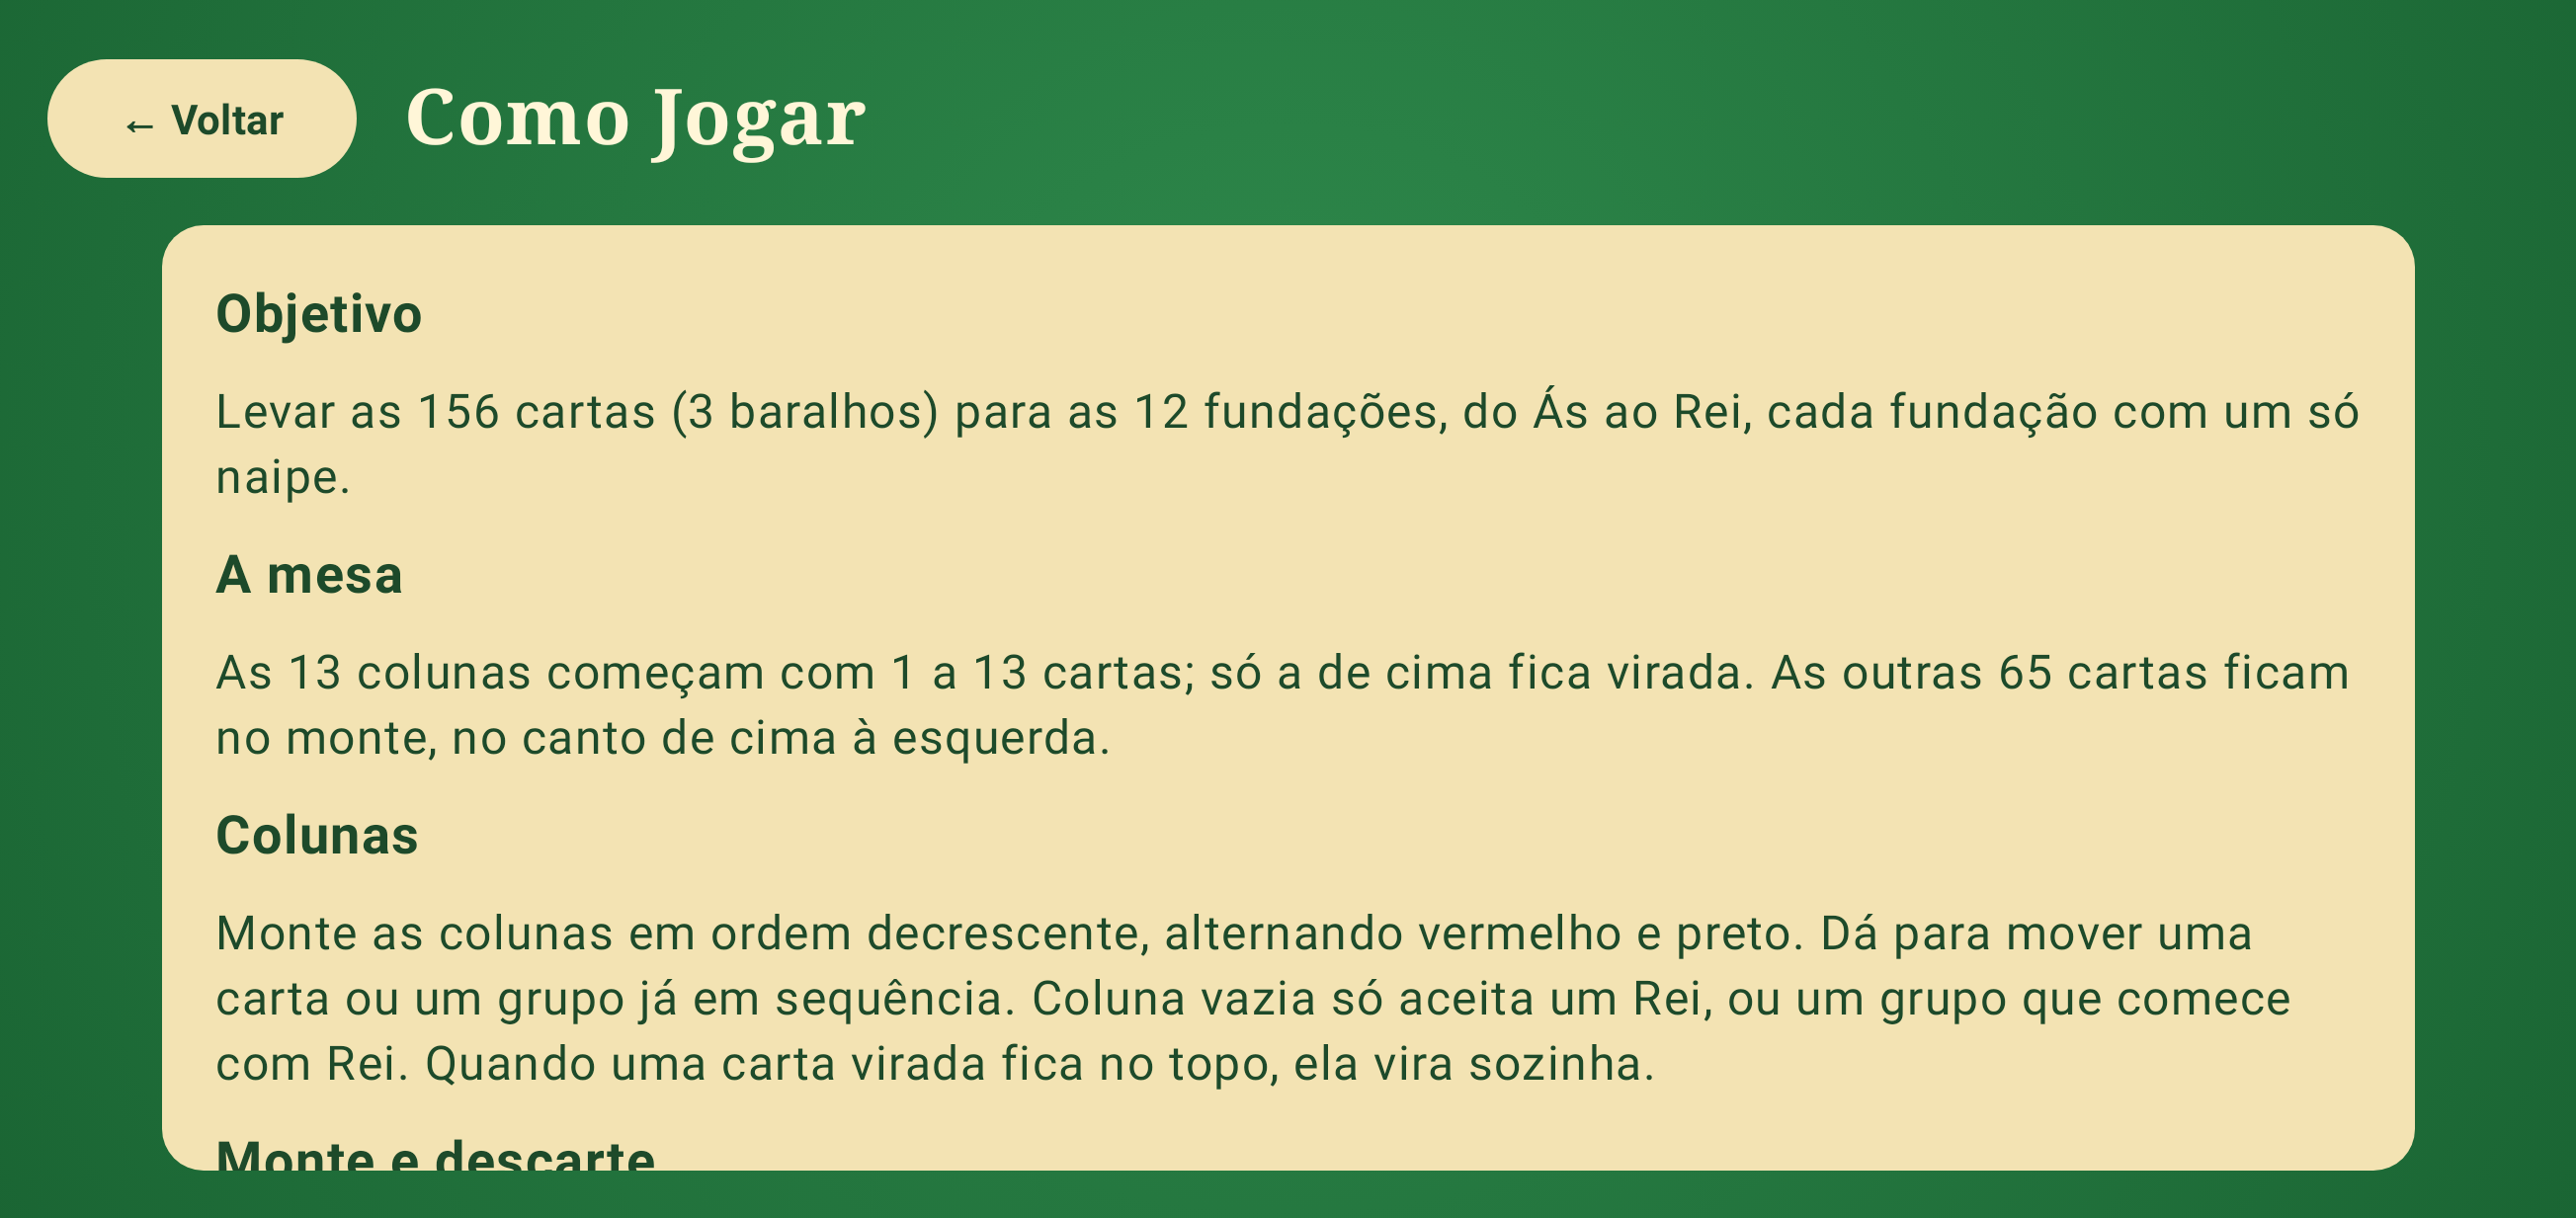 ← Voltar
Como Jogar
Objetivo
Levar as 156 cartas (3 baralhos) para as 12 fundações, do Ás ao Rei, cada fundação com um só
naipe.
A mesa
As 13 colunas começam com 1 a 13 cartas; só a de cima fica virada. As outras 65 cartas ficam
no monte, no canto de cima à esquerda.
Colunas
Monte as colunas em ordem decrescente, alternando vermelho e preto. Dá para mover uma
carta ou um grupo já em sequência. Coluna vazia só aceita um Rei, ou um grupo que comece
com Rei. Quando uma carta virada fica no topo, ela vira sozinha.
Monte e descarte